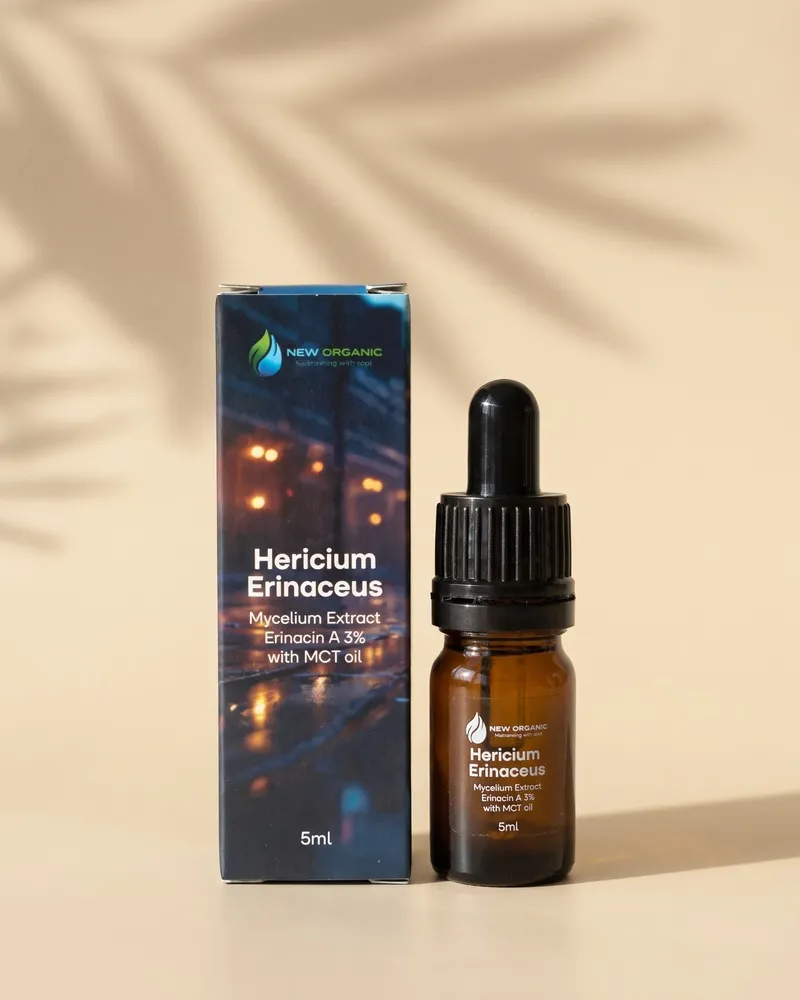 NEW ORGANIC
Hericium
Erinaceus
Mycelium Extract
Erinacin A 3%
with MCT oil
5ml
NEW ORGANIC
Hericium
Erinaceus
Mycelium Extract
Erinacin A 3%
with MCT oil
5ml